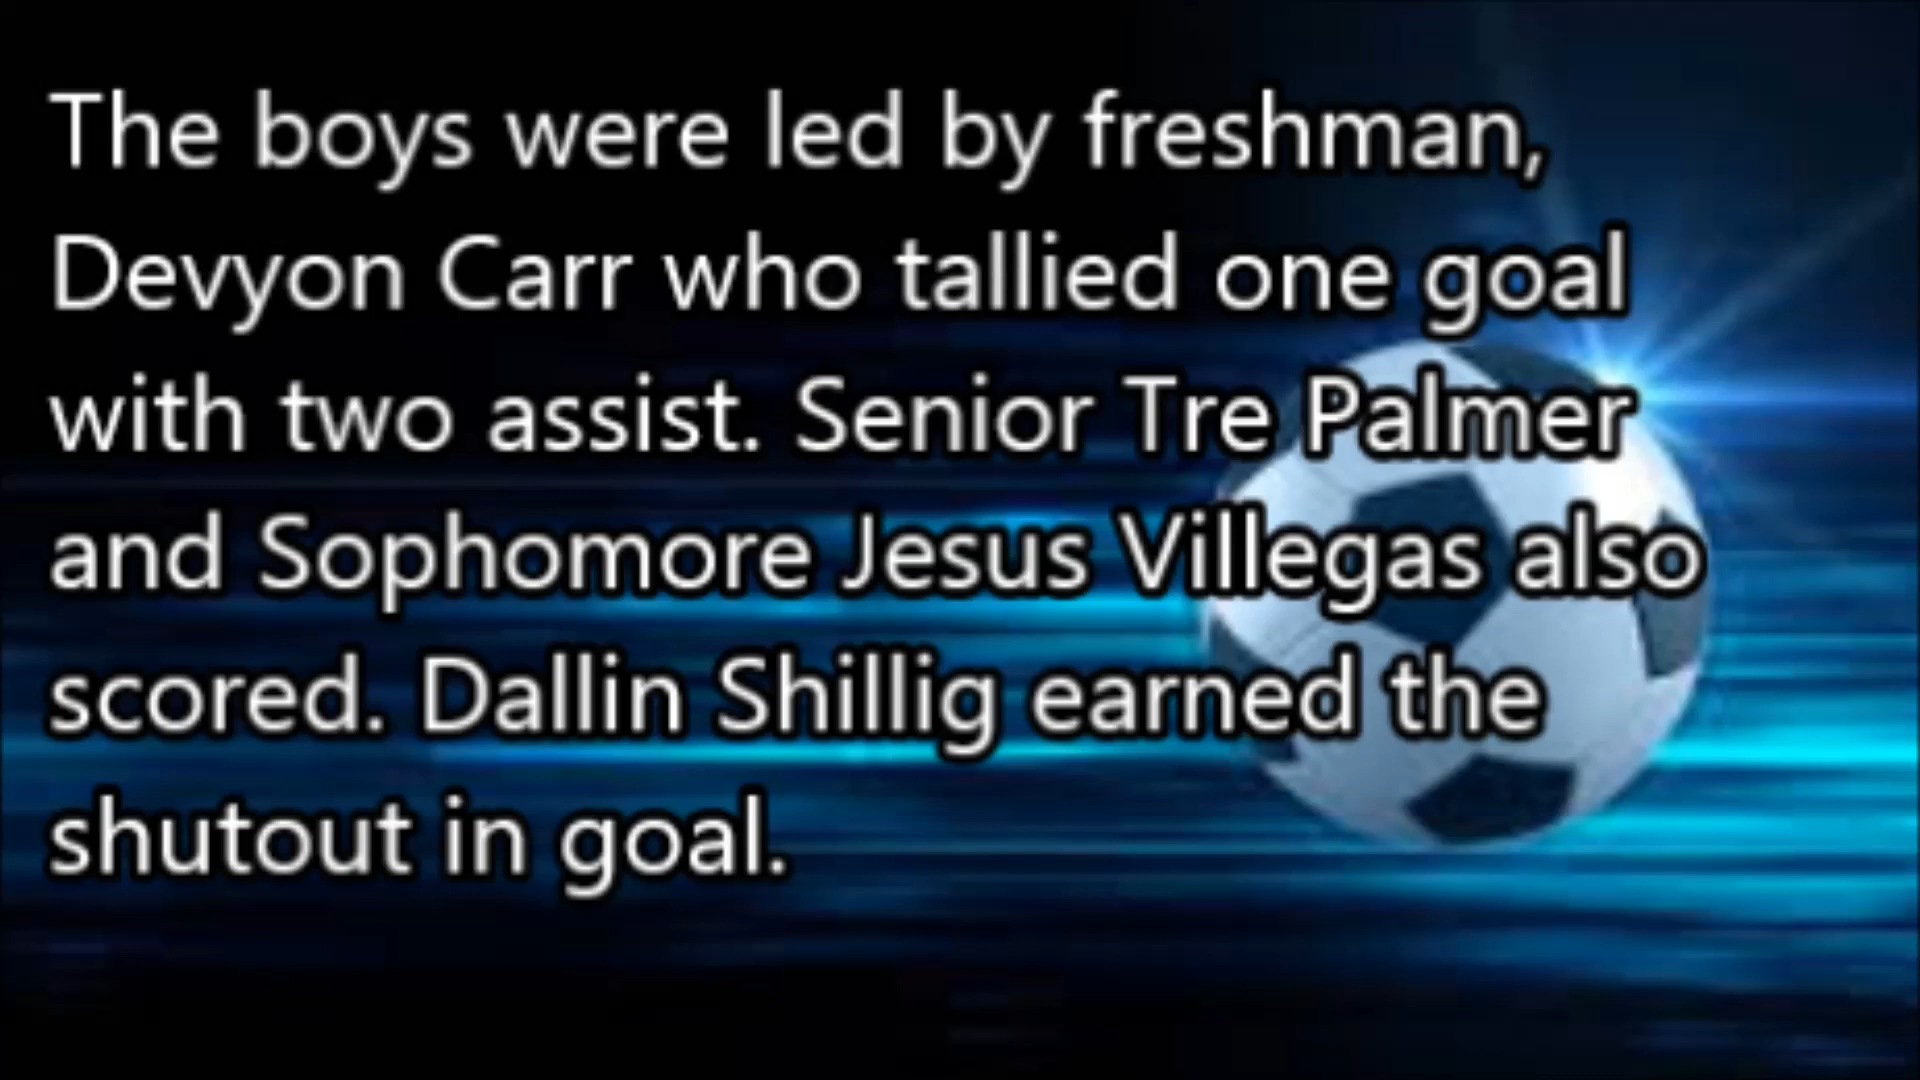 The boys were led by freshman,
Devyon Carr who tallied one goal
with two assist. Senior Tre Palmer
and Sophomore Jesus Villegas also
scored. Dallin Shillig earned the
shutout in goal.